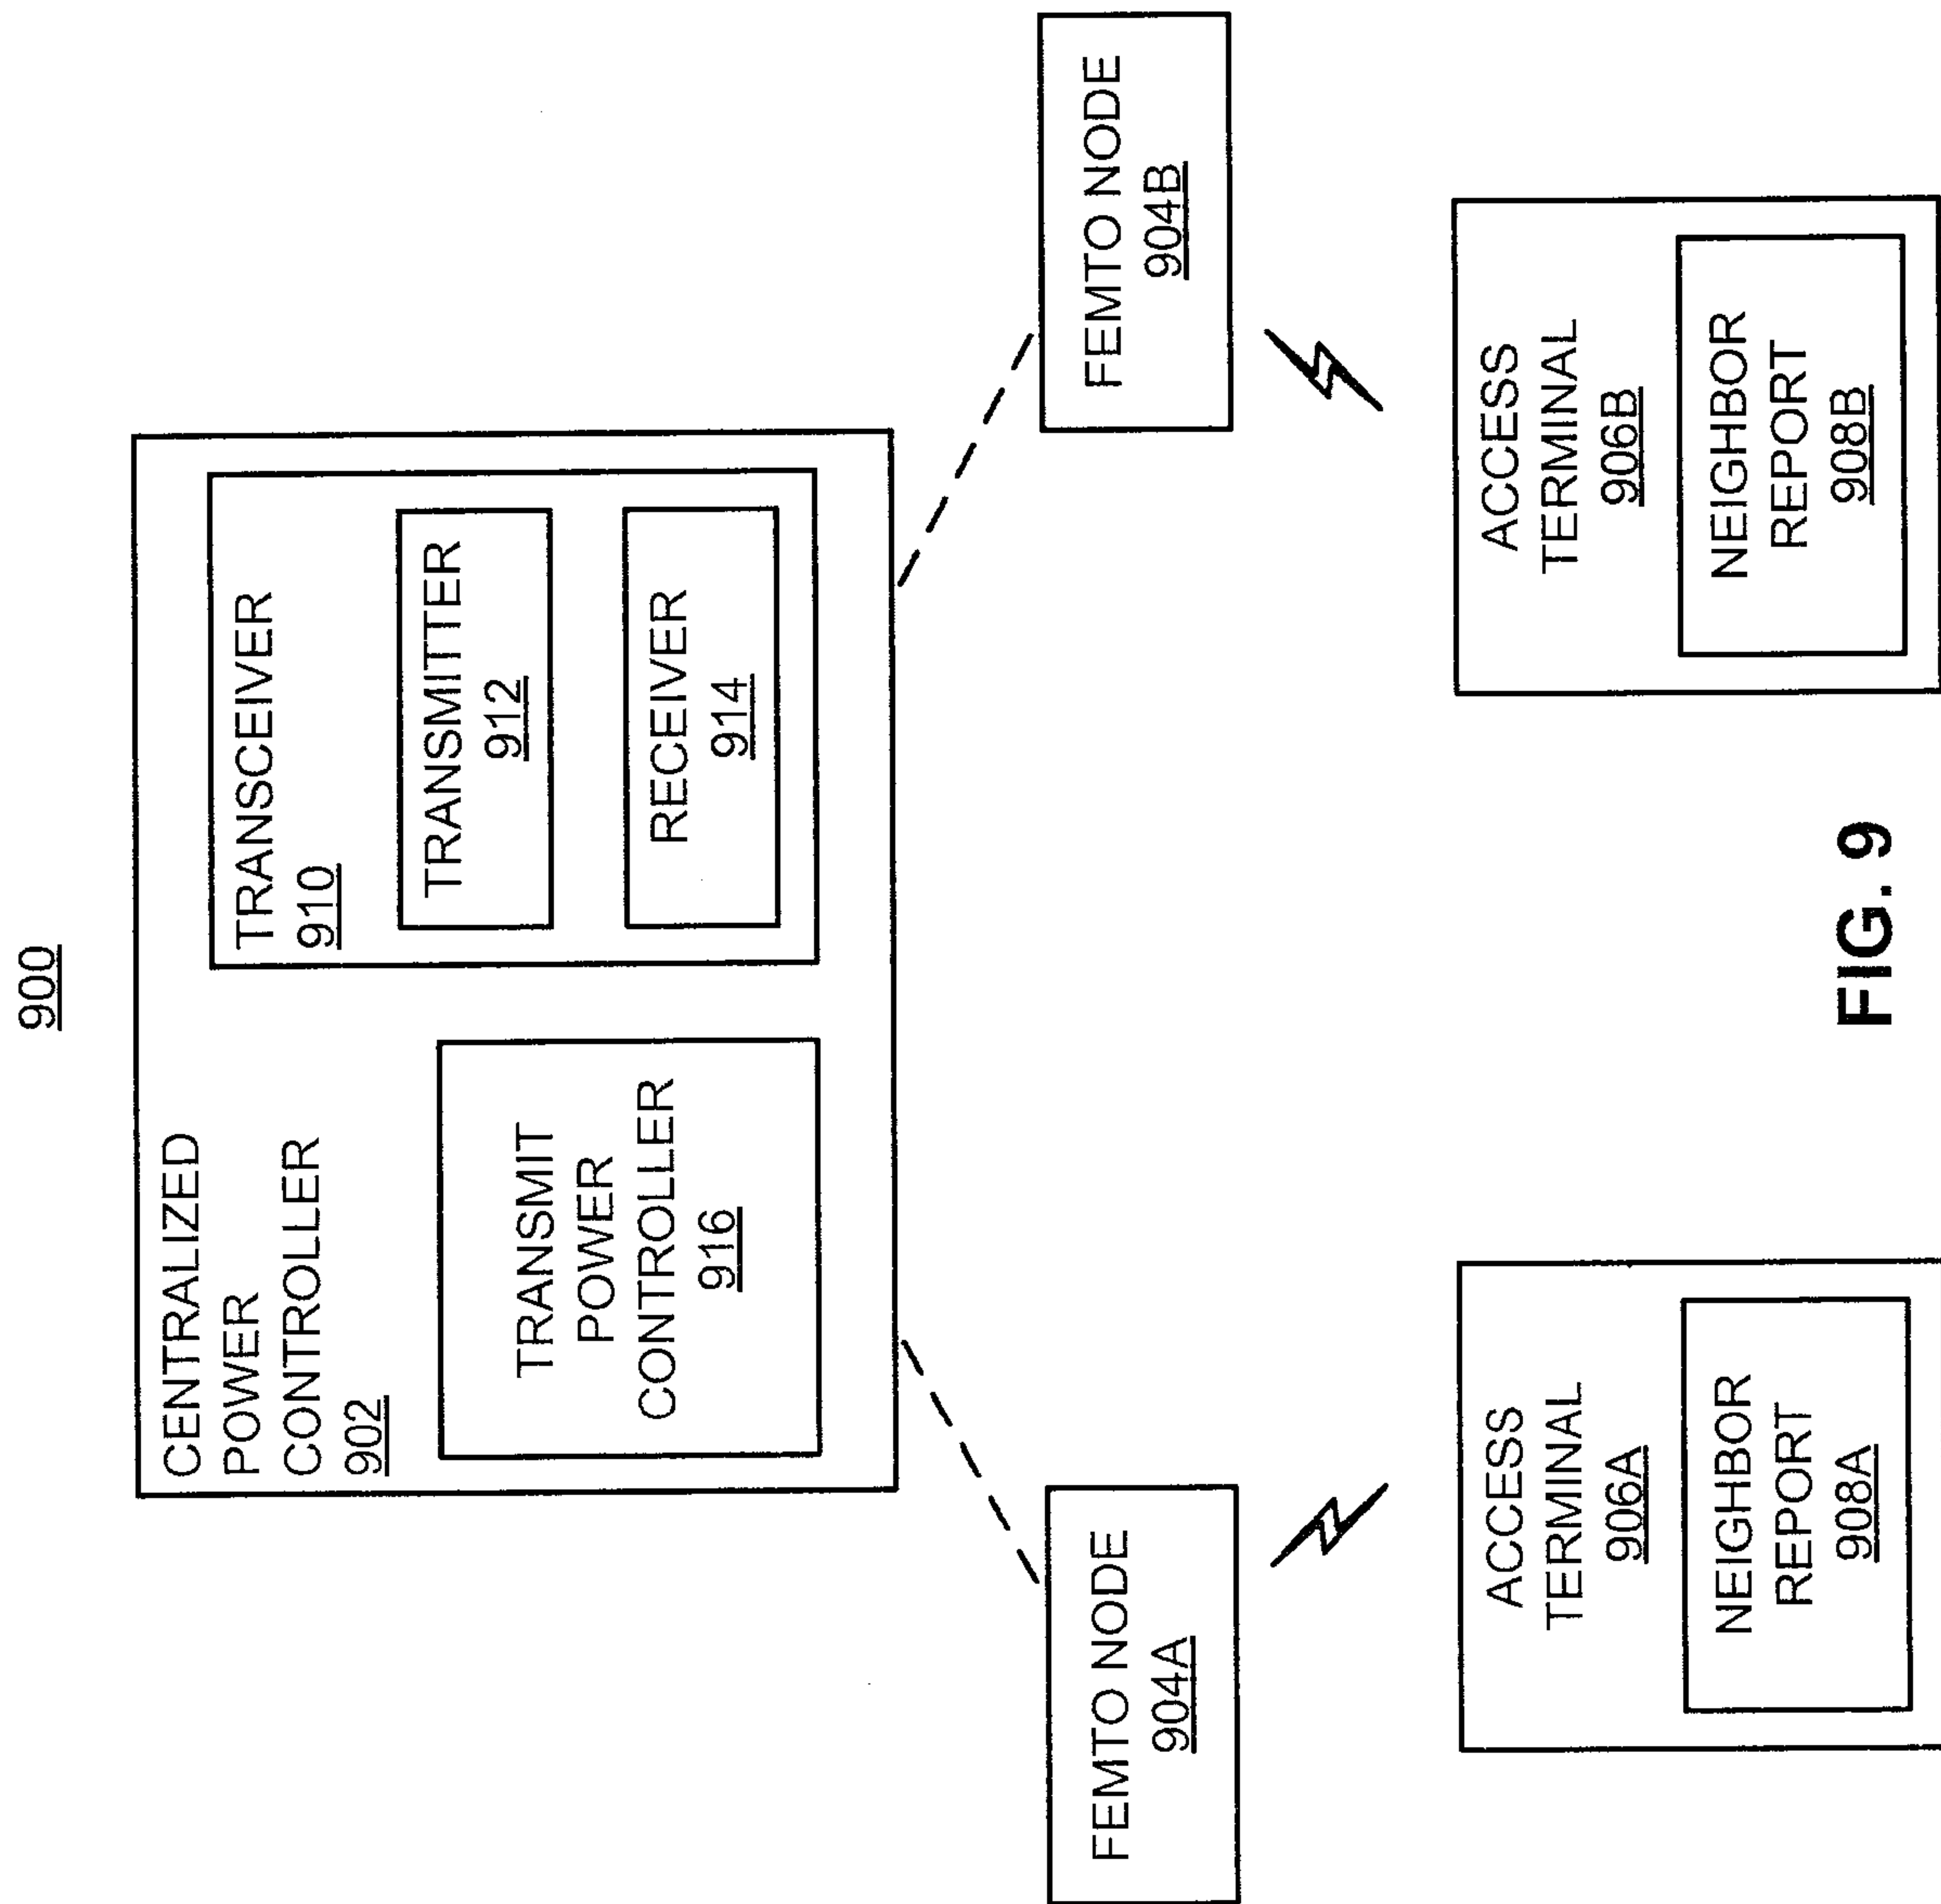 900
CENTRALIZED
POWER
CONTROLLER
902
TRANSMIT
POWER
CONTROLLER
916
TRANSCEIVER
910
TRANSMITTER
912
RECEIVER
914
FEMTO NODE
904A
FEMTO NODE
904B
ACCESS
TERMINAL
906A
NEIGHBOR
REPORT
908A
ACCESS
TERMINAL
906B
NEIGHBOR
REPORT
908B
FIG. 9